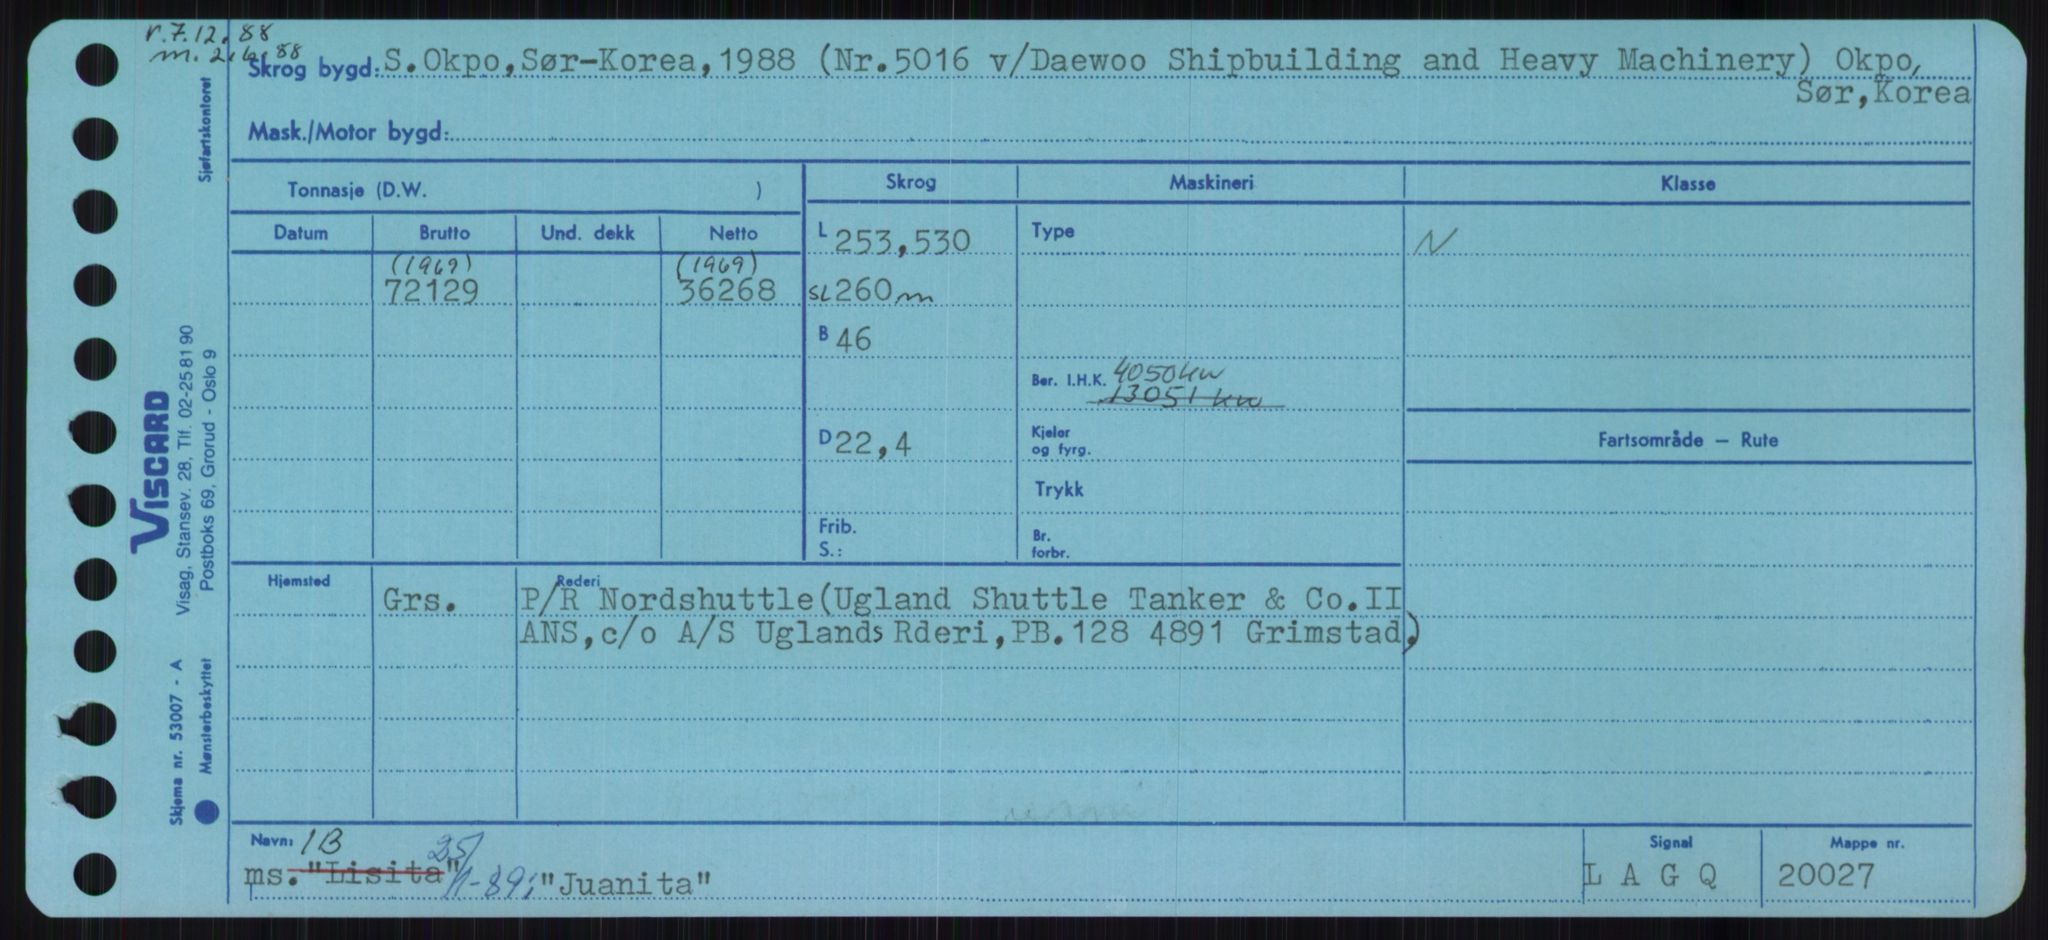 r. 7.12.88
m. 2.6.88
Skrog bygd: S.Okpo,Sør-Korea,1988 (Nr.5016 v/Daewoo Shipbuilding and Heavy Machinery) Okpo,
Sør,Korea
Mask./Motor bygd:
Tonnasje (D.W. )
Skrog Maskineri Klasse
Datum Brutto Und. dekk Netto
L 253,530 Type N
(1969) (1969)
72129 36268 SL 260 m
B 46
Ber. I.H.K. 4050 kw
13051 kw
D 22,4
Kjeler
og fyrg.
Fartsområde — Rute
Trykk
Frib.
S.:
Br.
forbr.
Hjemsted Rederi
Grs. P/R Nordshuttle(Ugland Shuttle Tanker & Co.II
ANS,c/o A/S Uglands Rderi,PB.128 4891 Grimstad,)
Navn: 1B
ms. "Lisita" 25/1-89; "Juanita"
Signal
L A G Q
Mappe nr.
20027
Sjøfartskontoret
VISCARD
Visag, Stansev. 28, Tlf. 02-25 81 90
Postboks 69, Grorud - Oslo 9
Skjema nr. 53007 - A
Mønsterbeskyttet